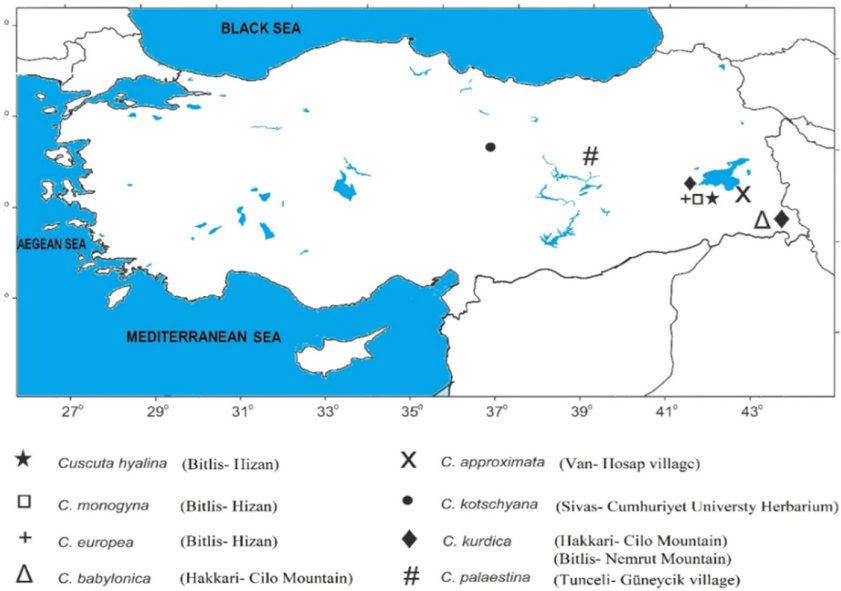 BLACK SEA
AEGEAN SEA
MEDITERRANEAN SEA
27° 29° 31° 33° 35° 37° 39° 41° 43°
★ Cuscuta hyalina (Bitlis- Hizan)
□ C. monogyna (Bitlis- Hizan)
+ C. europea (Bitlis- Hizan)
Δ C. babylonica (Hakkari- Cilo Mountain)
X C. approximata (Van- Hosap village)
● C. kotschyana (Sivas- Cumhuriyet Universty Herbarium)
◆ C. kurdica (Hakkari- Cilo Mountain)
(Bitlis- Nemrut Mountain)
# C. palaestina (Tunceli- Güneycik village)